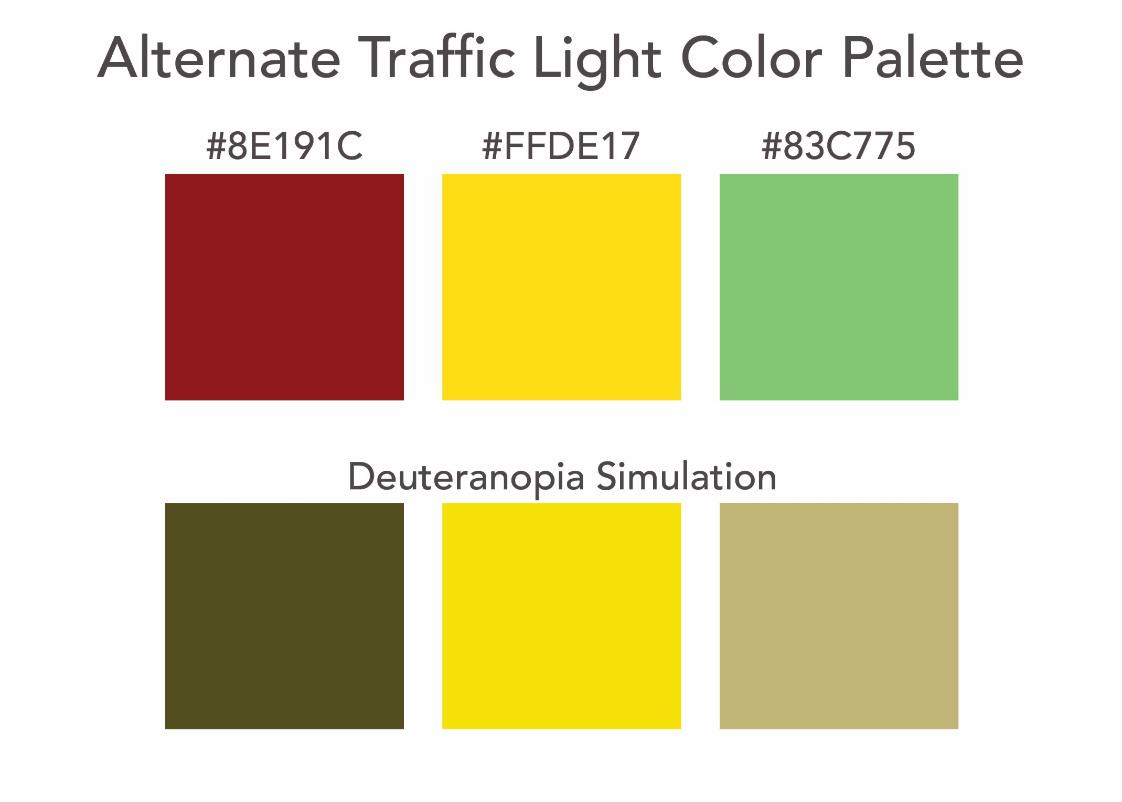 Alternate Traffic Light Color Palette
#8E191C #FFDE17 #83C775
Deuteranopia Simulation